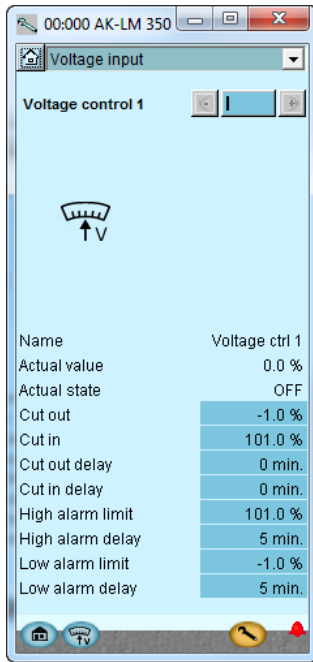 00:000 AK-LM 350
Voltage input
Voltage control 1
V
Name Voltage ctrl 1
Actual value 0.0 %
Actual state OFF
Cut out -1.0 %
Cut in 101.0 %
Cut out delay 0 min.
Cut in delay 0 min.
High alarm limit 101.0 %
High alarm delay 5 min.
Low alarm limit -1.0 %
Low alarm delay 5 min.
V